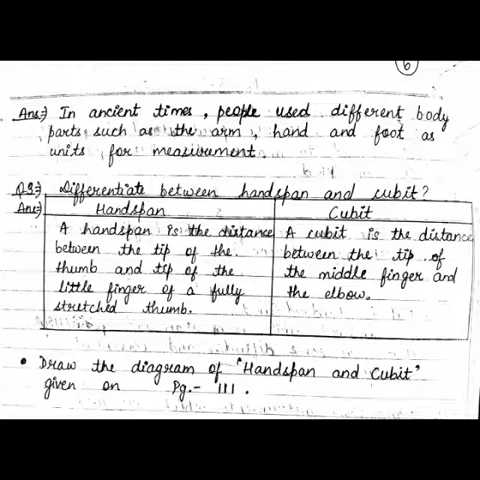 6
Ans:) In ancient times, people used different body
parts such as the arm, hand and foot as
units for measurement.
Q3:) Differentiate between handspan and cubit?
Ans:)
Handspan
A handspan is the distance
between the tip of the
thumb and tip of the
little finger of a fully
stretched thumb.
Cubit
A cubit is the distance
between the tip of
the middle finger and
the elbow.
• Draw the diagram of "Handspan and Cubit"
given on Pg.- 111.